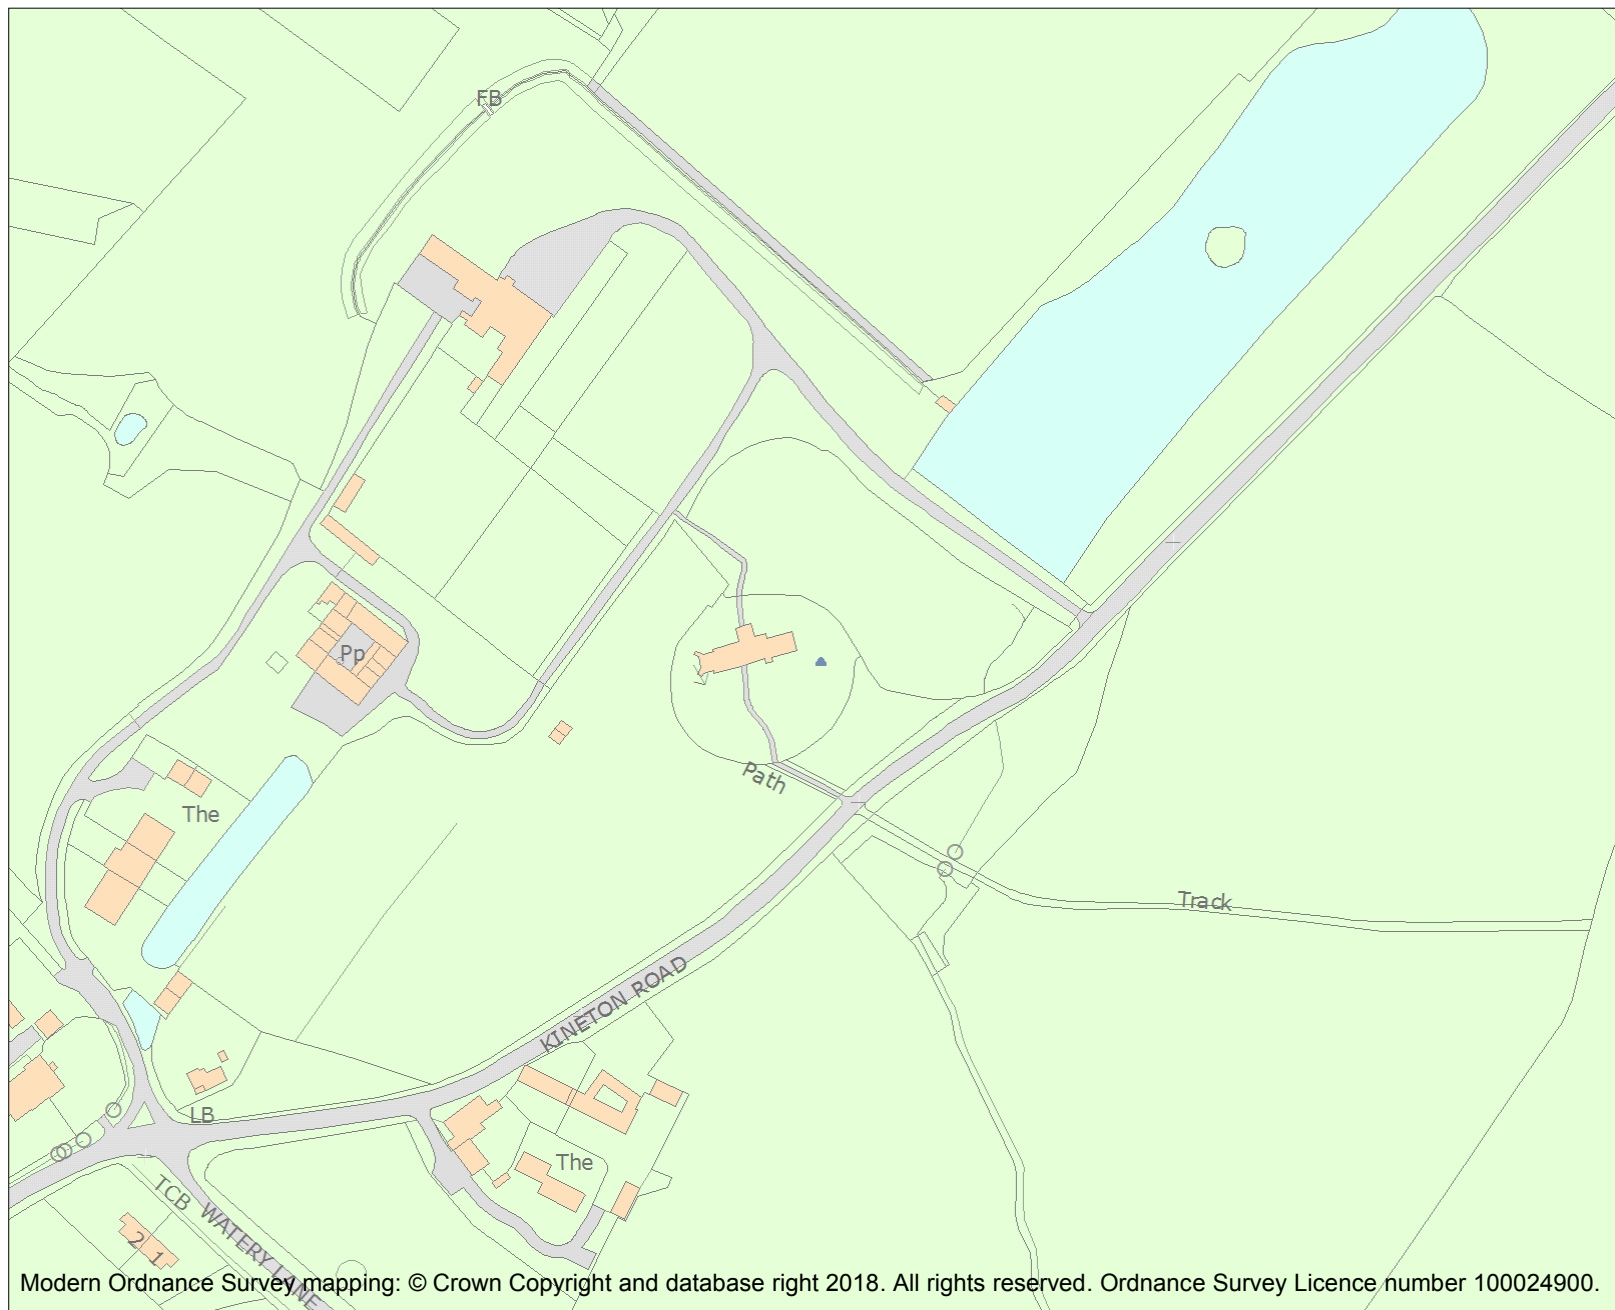 FB
Pp
The
Path
Track
KINETON ROAD
LB
The
TCB
WATERY LANE
2
1
Modern Ordnance Survey mapping: © Crown Copyright and database right 2018. All rights reserved. Ordnance Survey Licence number 100024900.